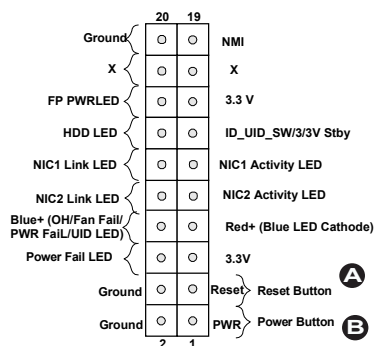 20 19
Ground NMI
X X
FP PWRLED 3.3 V
HDD LED ID_UID_SW/3/3V Stby
NIC1 Link LED NIC1 Activity LED
NIC2 Link LED NIC2 Activity LED
Blue+ (OH/Fan Fail/
PWR FaiL/UID LED) Red+ (Blue LED Cathode)
Power Fail LED 3.3V
A
Ground Reset Reset Button
Ground PWR Power Button B
2 1